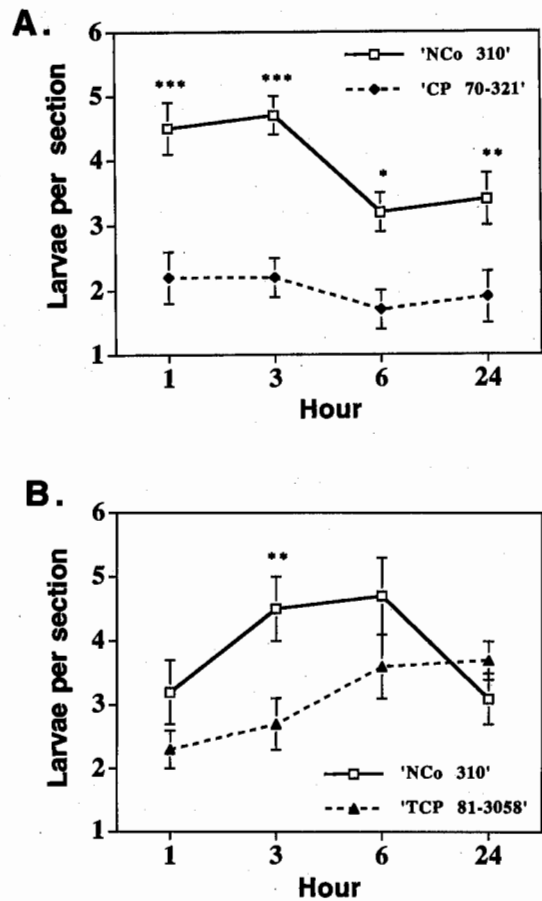 A.
6
5
4
3
2
1
Larvae per section
'NCo 310'
'CP 70-321'
***
***
*
**
1 3 6 24
Hour
B.
6
5
4
3
2
1
Larvae per section
**
'NCo 310'
'TCP 81-3058'
1 3 6 24
Hour